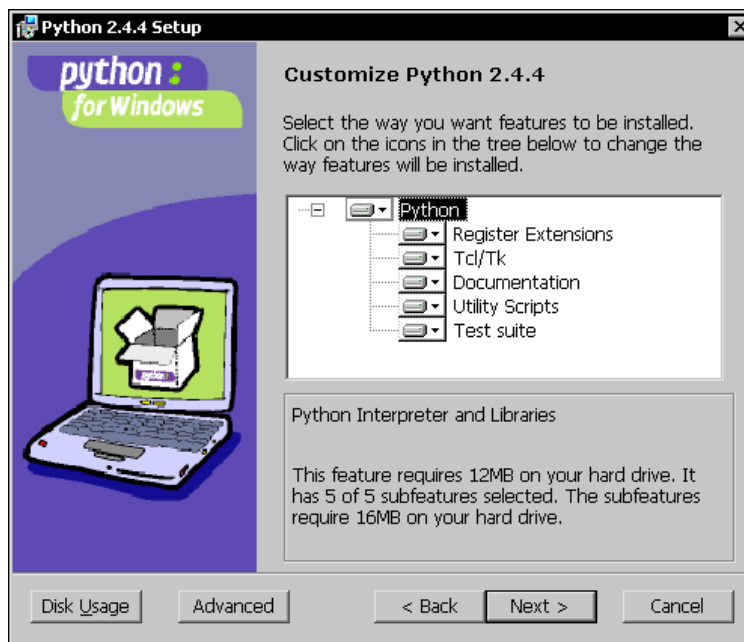 Python 2.4.4 Setup
python
for Windows
Customize Python 2.4.4
Select the way you want features to be installed.
Click on the icons in the tree below to change the
way features will be installed.
Python
Register Extensions
Tcl/Tk
Documentation
Utility Scripts
Test suite
Python Interpreter and Libraries
This feature requires 12MB on your hard drive. It
has 5 of 5 subfeatures selected. The subfeatures
require 16MB on your hard drive.
Disk Usage
Advanced
< Back
Next >
Cancel